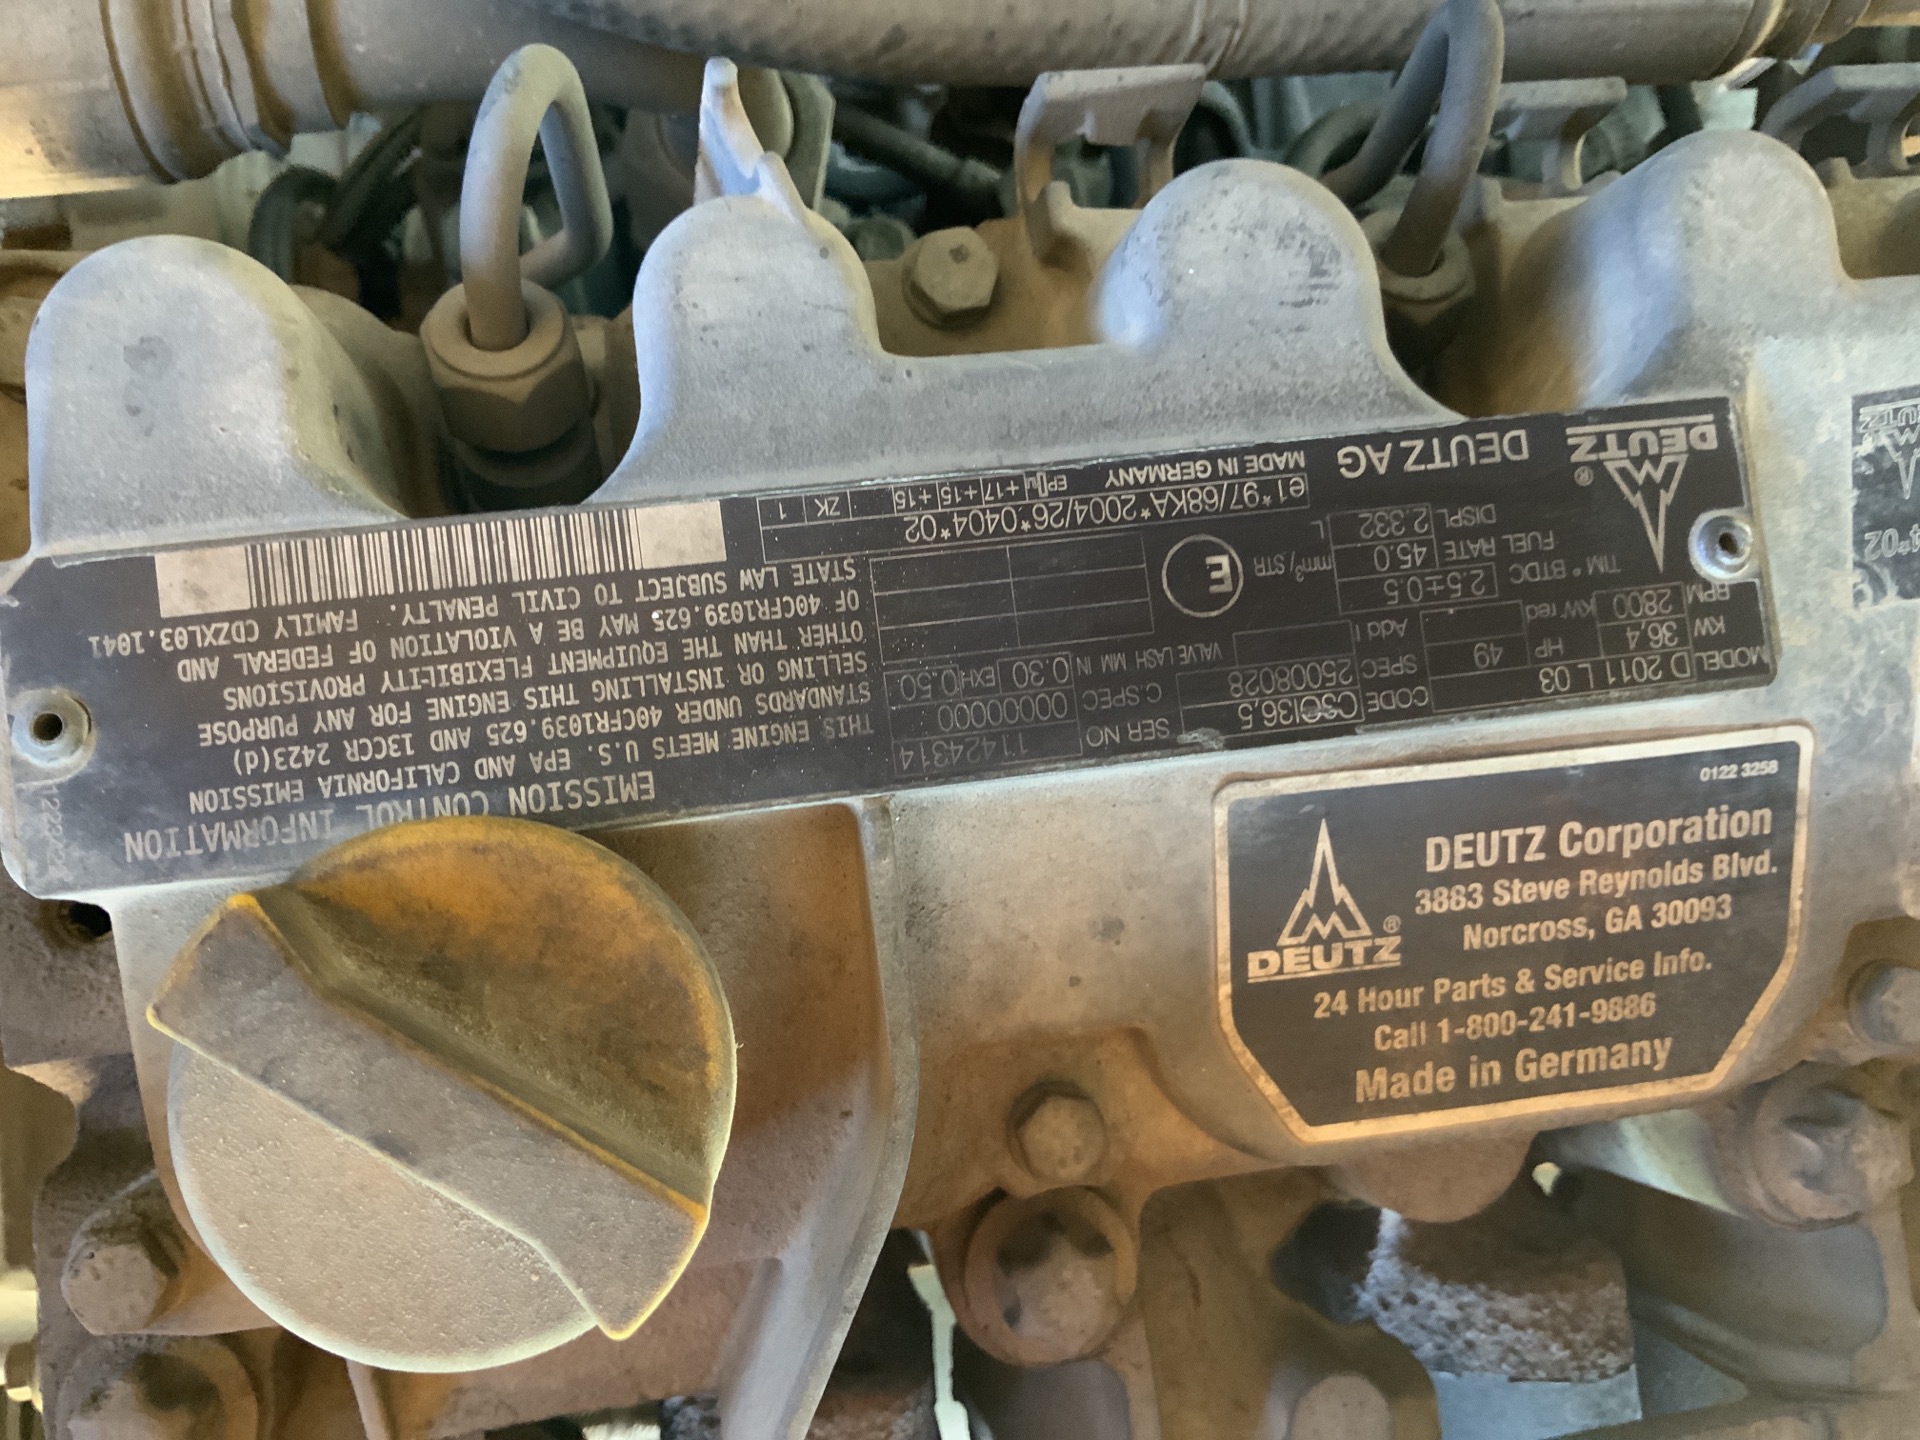 DEUTZ
®
DEUTZ AG
MADE IN GERMANY
MODEL
D 2011 L 03
CODE
SER NO
11424314
KW
36,4
HP
49
SPEC
25008028
C.SPEC
00000000
RPM
2800
KW red
Add I
VALVE LASH MM IN
0.30
EXH
0.50
TIM° BTDC
2.5±0.5
FUEL RATE
45.0
mm³/STR
DISPL
2.332
L
E
e1*97/68KA*2004/26*0404*02
EP
+17
+15
+15
ZK
1
EMISSION CONTROL INFORMATION
THIS ENGINE MEETS U.S. EPA AND CALIFORNIA EMISSION
STANDARDS UNDER 40CFR1039.625 AND 13CCR 2423(d)
SELLING OR INSTALLING THIS ENGINE FOR ANY PURPOSE
OTHER THAN THE EQUIPMENT FLEXIBILITY PROVISIONS
OF 40CFR1039.625 MAY BE A VIOLATION OF FEDERAL AND
STATE LAW SUBJECT TO CIVIL PENALTY. FAMILY CDZXL03.1041
0122 3258
DEUTZ®
DEUTZ Corporation
3883 Steve Reynolds Blvd.
Norcross, GA 30093
24 Hour Parts & Service Info.
Call 1-800-241-9886
Made in Germany